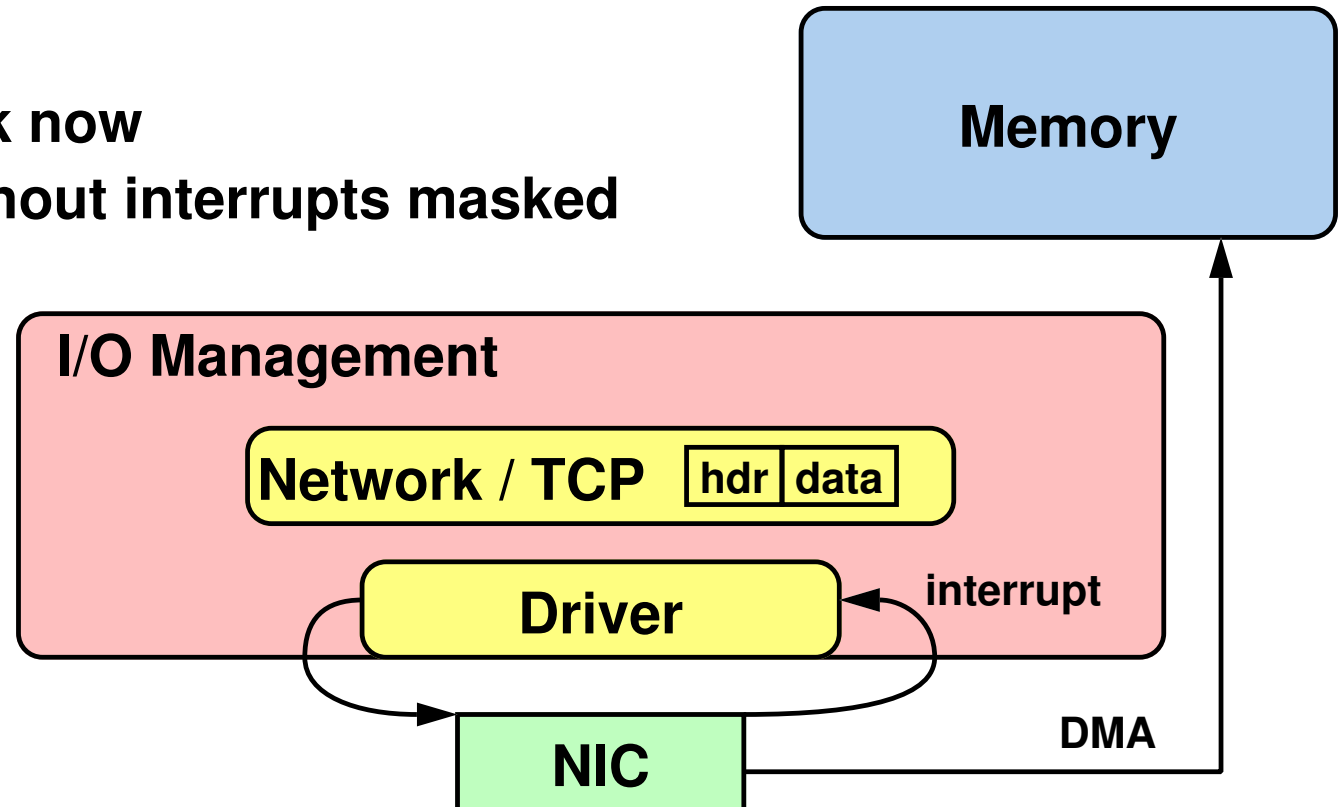 k now
hout interrupts masked
Memory
I/O Management
Network / TCP hdr data
interrupt
Driver
DMA
NIC